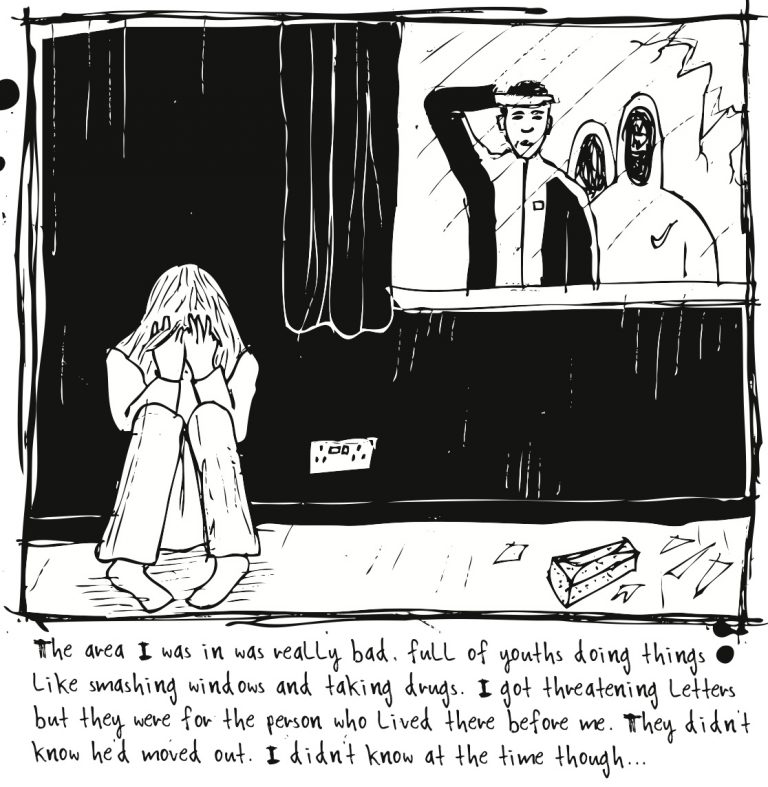 The area I was in was really bad. full of youths doing things
like smashing windows and taking drugs. I got threatening letters
but they were for the person who lived there before me. They didn't
know he'd moved out. I didn't know at the time though...